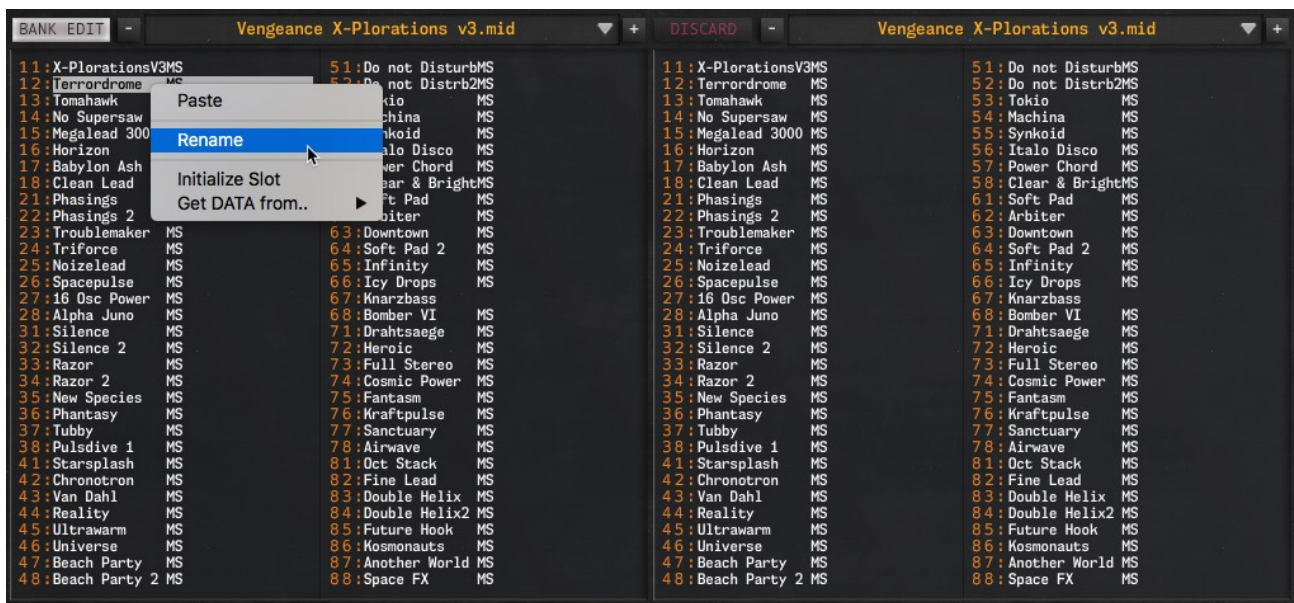 BANK EDIT - Vengeance X-Plorations v3.mid +
11:X-PlorationsV3MS
12:Terrordrome MS
13:Tomahawk
14:No Supersaw
15:Megalead 300
16:Horizon
17:Babylon Ash
18:Clean Lead
21:Phasings
22:Phasings 2
23:Troublemaker MS
24:Triforce MS
25:Noizelead MS
26:Spacepulse MS
27:16 Osc Power MS
28:Alpha Juno MS
31:Silence MS
32:Silence 2 MS
33:Razor MS
34:Razor 2 MS
35:New Species MS
36:Phantasy MS
37:Tubby MS
38:Pulsdive 1 MS
41:Starsplash MS
42:Chronotron MS
43:Van Dahl MS
44:Reality MS
45:Ultrawarm MS
46:Universe MS
47:Beach Party MS
48:Beach Party 2 MS
Paste
Rename
Initialize Slot
Get DATA from..
51:Do not DisturbMS
52:Do not Distrb2MS
kio MS
china MS
nkoid MS
alo Disco MS
wer Chord MS
ear & BrightMS
ft Pad MS
biter MS
63:Downtown MS
64:Soft Pad 2 MS
65:Infinity MS
66:Icy Drops MS
67:Knarzbass
68:Bomber VI MS
71:Drahtsaege MS
72:Heroic MS
73:Full Stereo MS
74:Cosmic Power MS
75:Fantasm MS
76:Kraftpulse MS
77:Sanctuary MS
78:Airwave MS
81:Oct Stack MS
82:Fine Lead MS
83:Double Helix MS
84:Double Helix2 MS
85:Future Hook MS
86:Kosmonauts MS
87:Another World MS
88:Space FX MS
DISCARD - Vengeance X-Plorations v3.mid +
11:X-PlorationsV3MS
12:Terrordrome MS
13:Tomahawk MS
14:No Supersaw MS
15:Megalead 3000 MS
16:Horizon MS
17:Babylon Ash MS
18:Clean Lead MS
21:Phasings MS
22:Phasings 2 MS
23:Troublemaker MS
24:Triforce MS
25:Noizelead MS
26:Spacepulse MS
27:16 Osc Power MS
28:Alpha Juno MS
31:Silence MS
32:Silence 2 MS
33:Razor MS
34:Razor 2 MS
35:New Species MS
36:Phantasy MS
37:Tubby MS
38:Pulsdive 1 MS
41:Starsplash MS
42:Chronotron MS
43:Van Dahl MS
44:Reality MS
45:Ultrawarm MS
46:Universe MS
47:Beach Party MS
48:Beach Party 2 MS
51:Do not DisturbMS
52:Do not Distrb2MS
53:Tokio MS
54:Machina MS
55:Synkoid MS
56:Italo Disco MS
57:Power Chord MS
58:Clear & BrightMS
61:Soft Pad MS
62:Arbiter MS
63:Downtown MS
64:Soft Pad 2 MS
65:Infinity MS
66:Icy Drops MS
67:Knarzbass
68:Bomber VI MS
71:Drahtsaege MS
72:Heroic MS
73:Full Stereo MS
74:Cosmic Power MS
75:Fantasm MS
76:Kraftpulse MS
77:Sanctuary MS
78:Airwave MS
81:Oct Stack MS
82:Fine Lead MS
83:Double Helix MS
84:Double Helix2 MS
85:Future Hook MS
86:Kosmonauts MS
87:Another World MS
88:Space FX MS